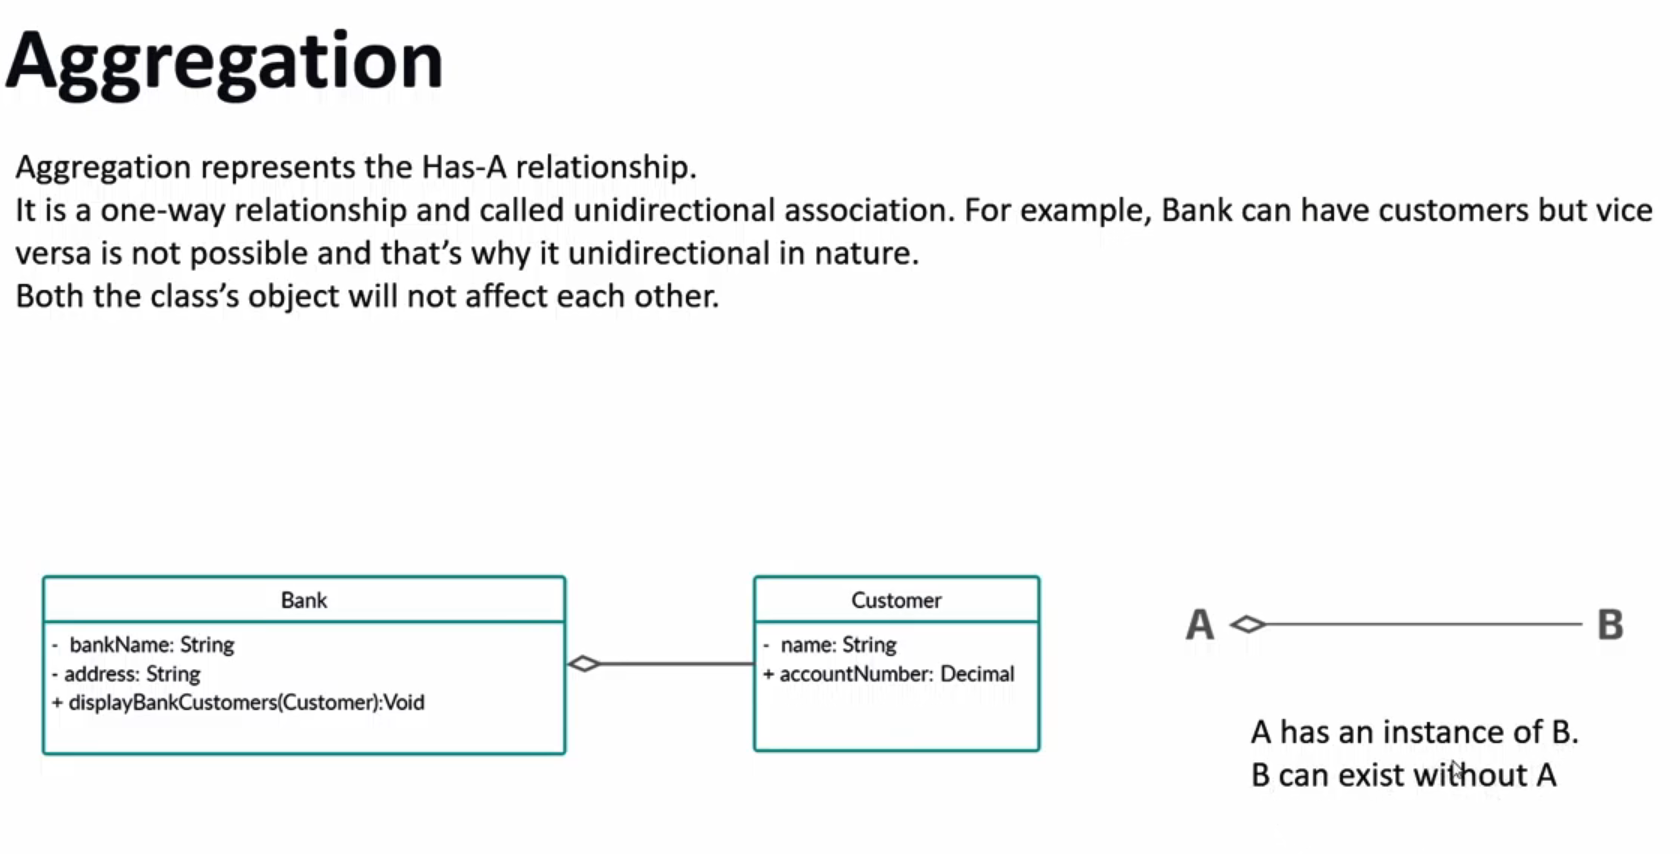 Aggregation
Aggregation represents the Has-A relationship.
It is a one-way relationship and called unidirectional association. For example, Bank can have customers but vice
versa is not possible and that’s why it unidirectional in nature.
Both the class’s object will not affect each other.
Bank
- bankName: String
- address: String
+ displayBankCustomers(Customer):Void
Customer
- name: String
+ accountNumber: Decimal
A B
A has an instance of B.
B can exist without A